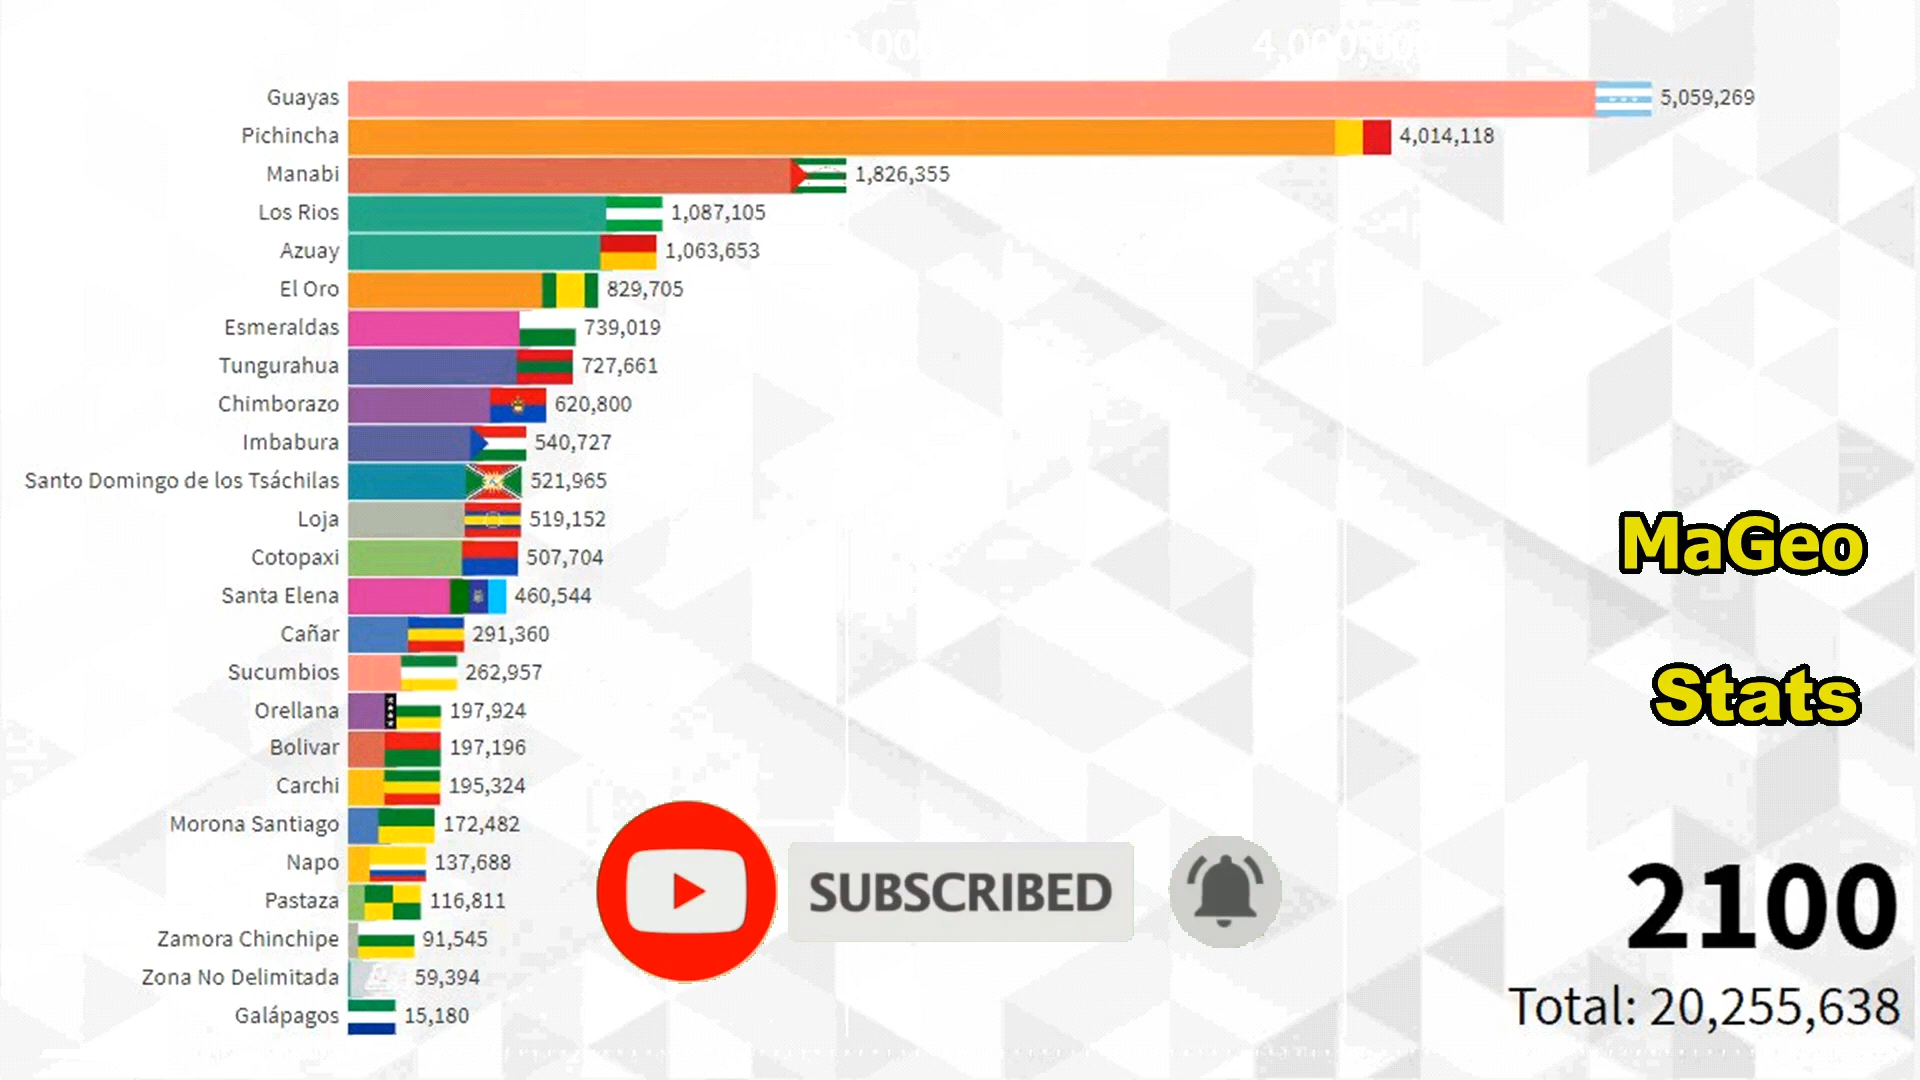 4,000,000
Guayas 5,059,269
Pichincha 4,014,118
Manabi 1,826,355
Los Rios 1,087,105
Azuay 1,063,653
El Oro 829,705
Esmeraldas 739,019
Tungurahua 727,661
Chimborazo 620,800
Imbabura 540,727
Santo Domingo de los Tsáchilas 521,965
Loja 519,152
Cotopaxi 507,704
Santa Elena 460,544
Cañar 291,360
Sucumbios 262,957
Orellana 197,924
Bolivar 197,196
Carchi 195,324
Morona Santiago 172,482
Napo 137,688
Pastaza 116,811
Zamora Chinchipe 91,545
Zona No Delimitada 59,394
Galápagos 15,180
MaGeo
Stats
SUBSCRIBED
2100
Total: 20,255,638